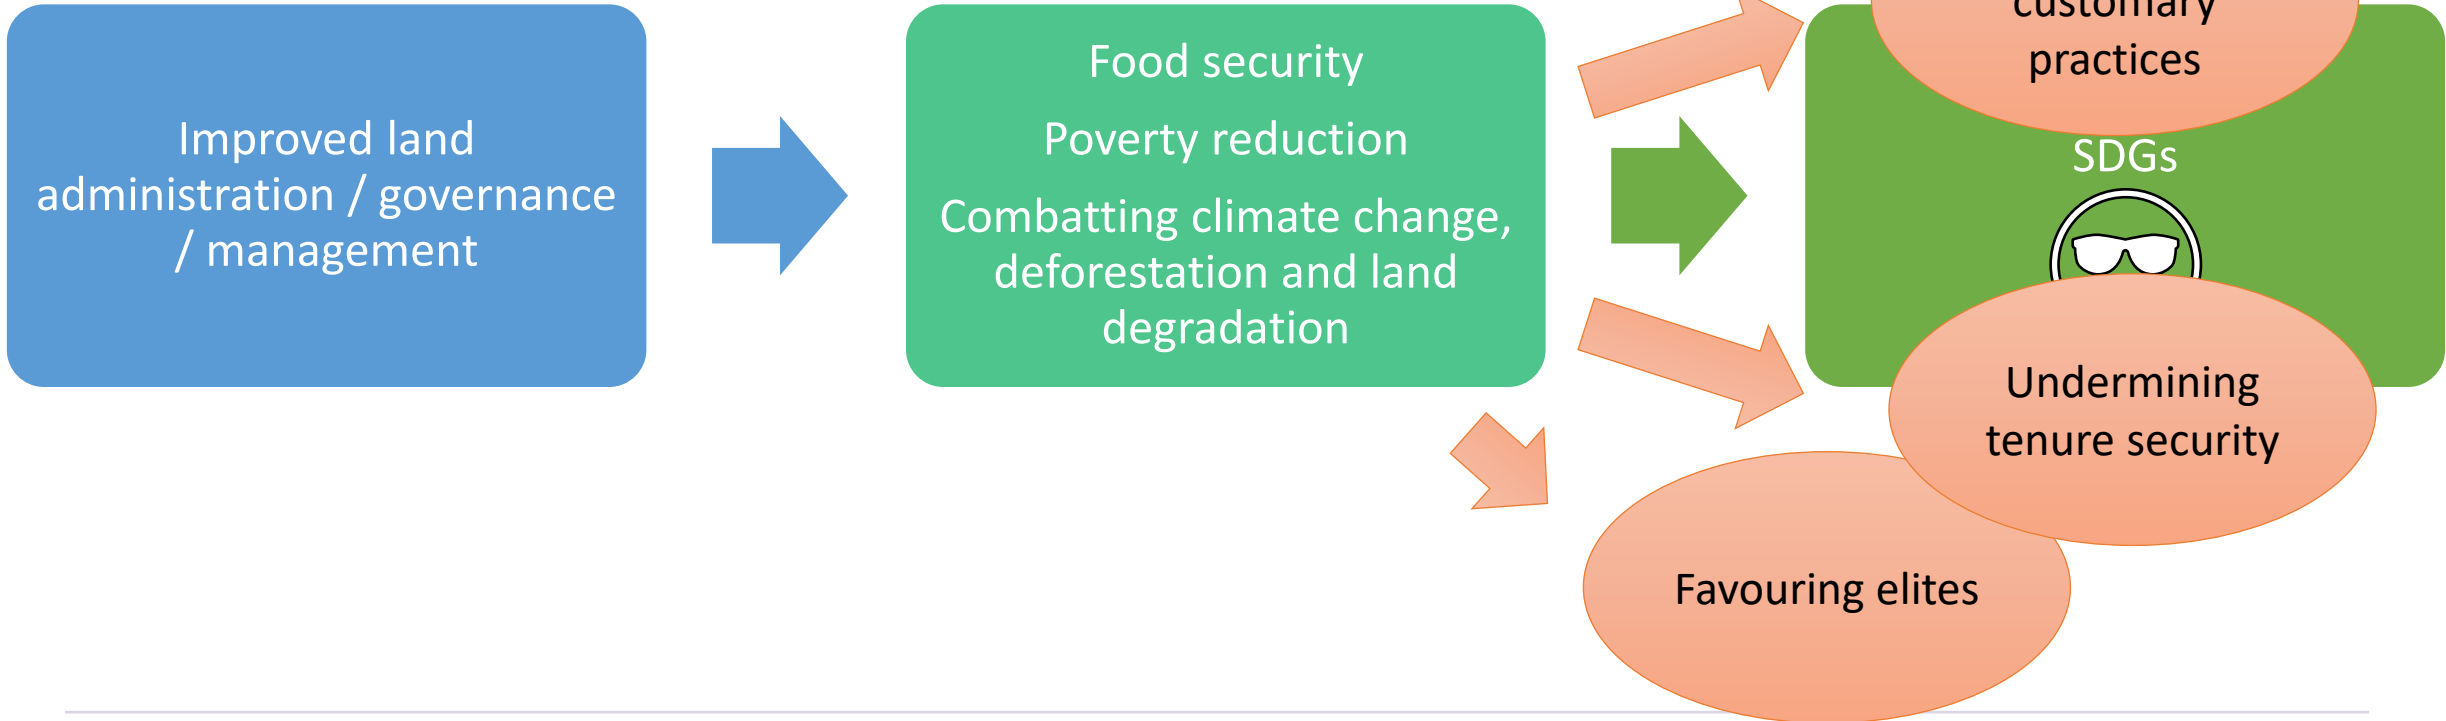 Improved land
administration / governance
/ management
Food security
Poverty reduction
Combatting climate change,
deforestation and land
degradation
customary
practices
SDGs
Undermining
tenure security
Favouring elites